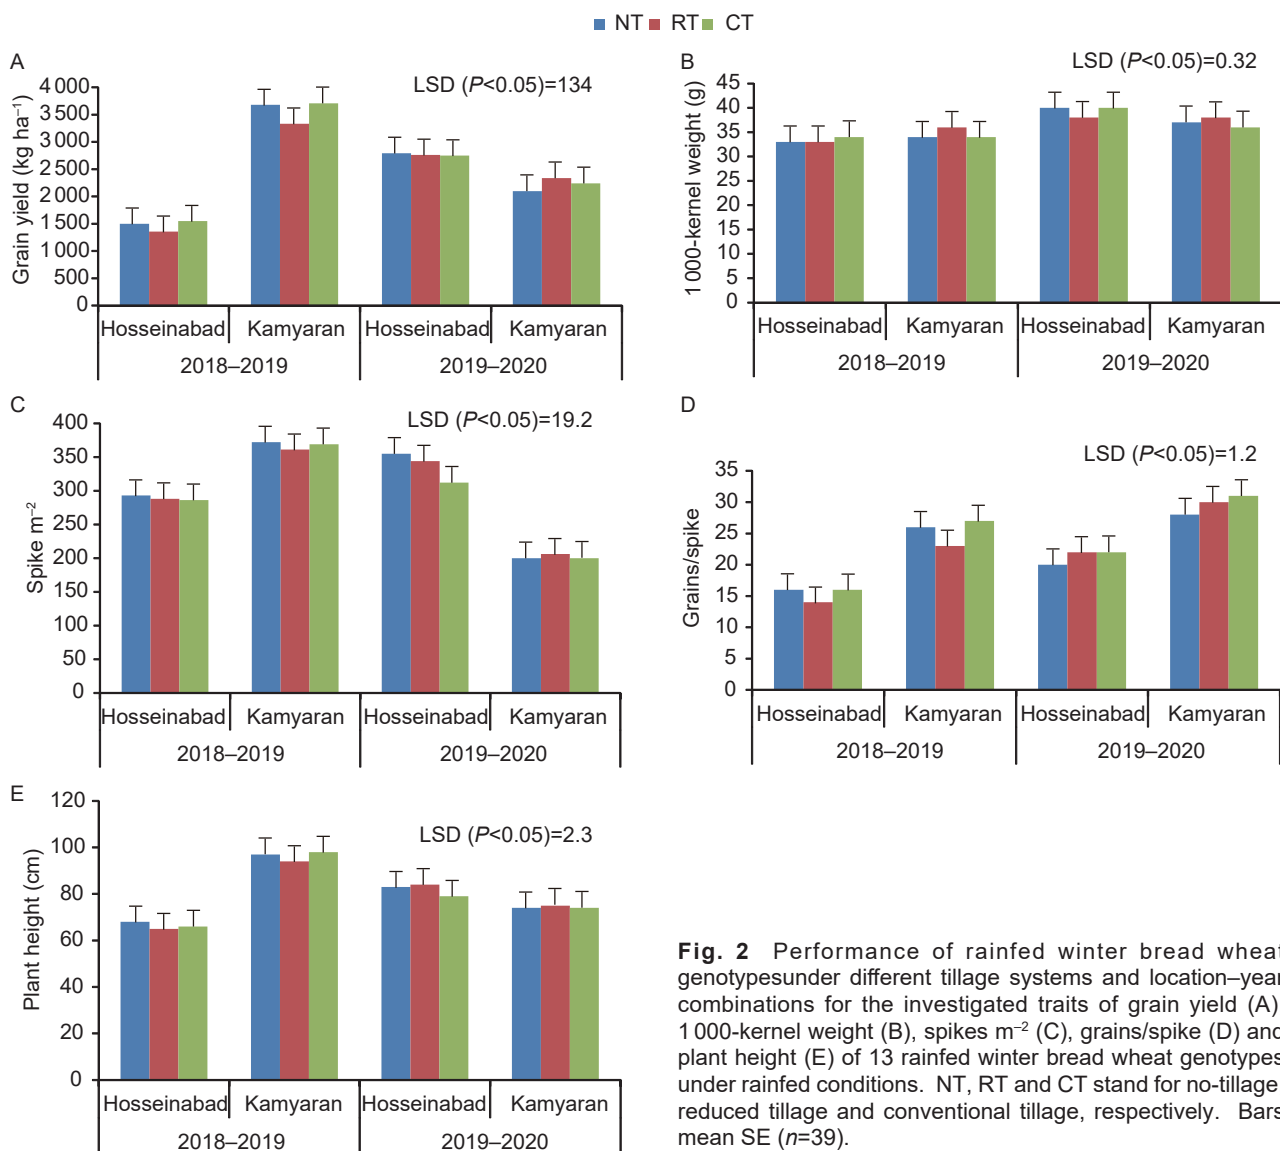 NT RT CT
A
LSD (P<0.05)=134
Grain yield (kg ha⁻¹)
4 000
3 500
3 000
2 500
2 000
1 500
1 000
500
0
Hosseinabad Kamyaran Hosseinabad Kamyaran
2018–2019 2019–2020
B
LSD (P<0.05)=0.32
1 000-kernel weight (g)
45
40
35
30
25
20
15
10
5
0
Hosseinabad Kamyaran Hosseinabad Kamyaran
2018–2019 2019–2020
C
LSD (P<0.05)=19.2
Spike m⁻²
400
350
300
250
200
150
100
50
0
Hosseinabad Kamyaran Hosseinabad Kamyaran
2018–2019 2019–2020
D
LSD (P<0.05)=1.2
Grains/spike
35
30
25
20
15
10
5
0
Hosseinabad Kamyaran Hosseinabad Kamyaran
2018–2019 2019–2020
E
LSD (P<0.05)=2.3
Plant height (cm)
120
100
80
60
40
20
0
Hosseinabad Kamyaran Hosseinabad Kamyaran
2018–2019 2019–2020
Fig. 2 Performance of rainfed winter bread wheat
genotypesunder different tillage systems and location–year
combinations for the investigated traits of grain yield (A)
1 000-kernel weight (B), spikes m⁻² (C), grains/spike (D) and
plant height (E) of 13 rainfed winter bread wheat genotypes
under rainfed conditions. NT, RT and CT stand for no-tillage
reduced tillage and conventional tillage, respectively. Bars
mean SE (n=39).